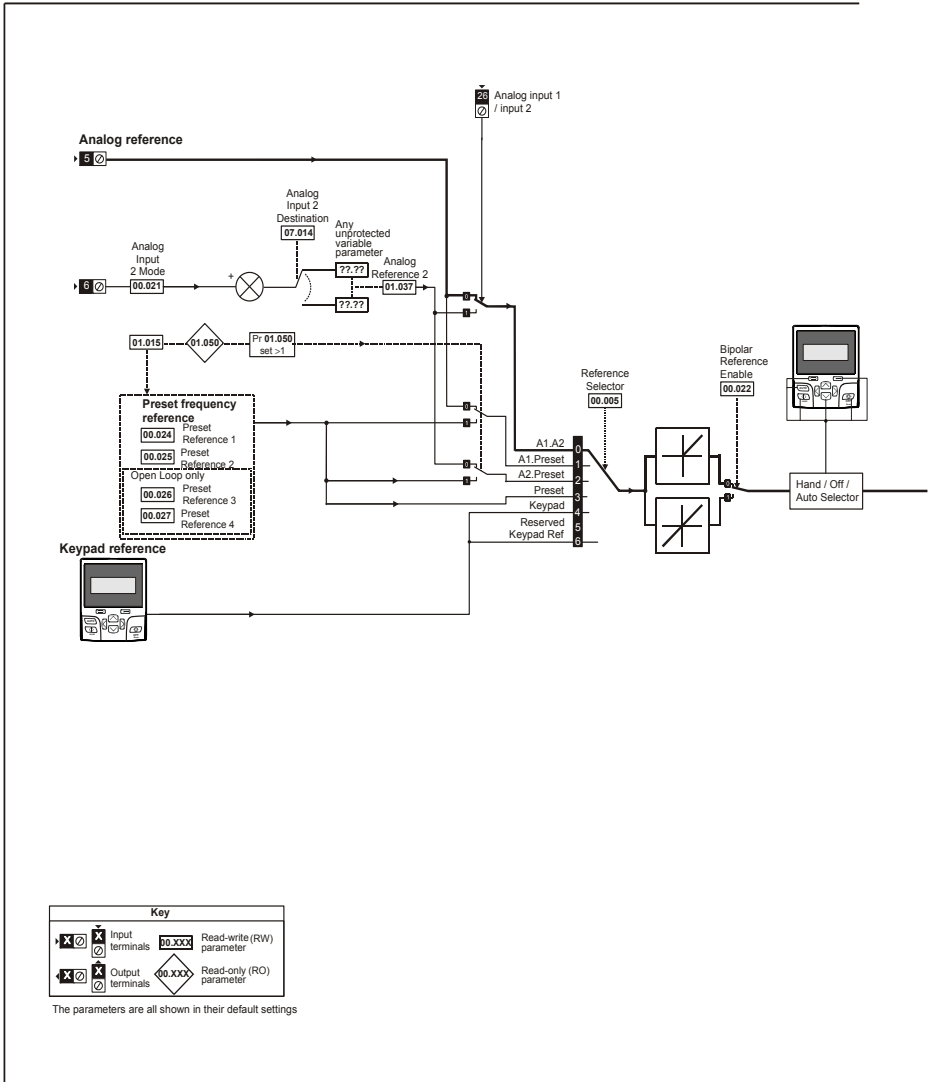 26
Analog input 1
/ input 2
Analog reference
5
Analog
Input 2
Destination
07.014
Any
unprotected
variable
parameter
??.??
??.??
Analog
Reference 2
01.037
Analog
Input
2 Mode
00.021
6
+
0
1
01.015
01.050
Pr 01.050
set >1
Preset frequency
reference
00.024
Preset
Reference 1
00.025
Preset
Reference 2
Open Loop only
00.026
Preset
Reference 3
00.027
Preset
Reference 4
0
1
0
1
Reference
Selector
00.005
A1.A2
0
A1.Preset
1
A2.Preset
2
Preset
3
Keypad
4
Reserved
5
Keypad Ref
6
Bipolar
Reference
Enable
00.022
0
1
Hand / Off /
Auto Selector
Keypad reference
Key
X
X
Input
terminals
00.XXX
Read-write (RW)
parameter
X
X
Output
terminals
00.XXX
Read-only (RO)
parameter
The parameters are all shown in their default settings